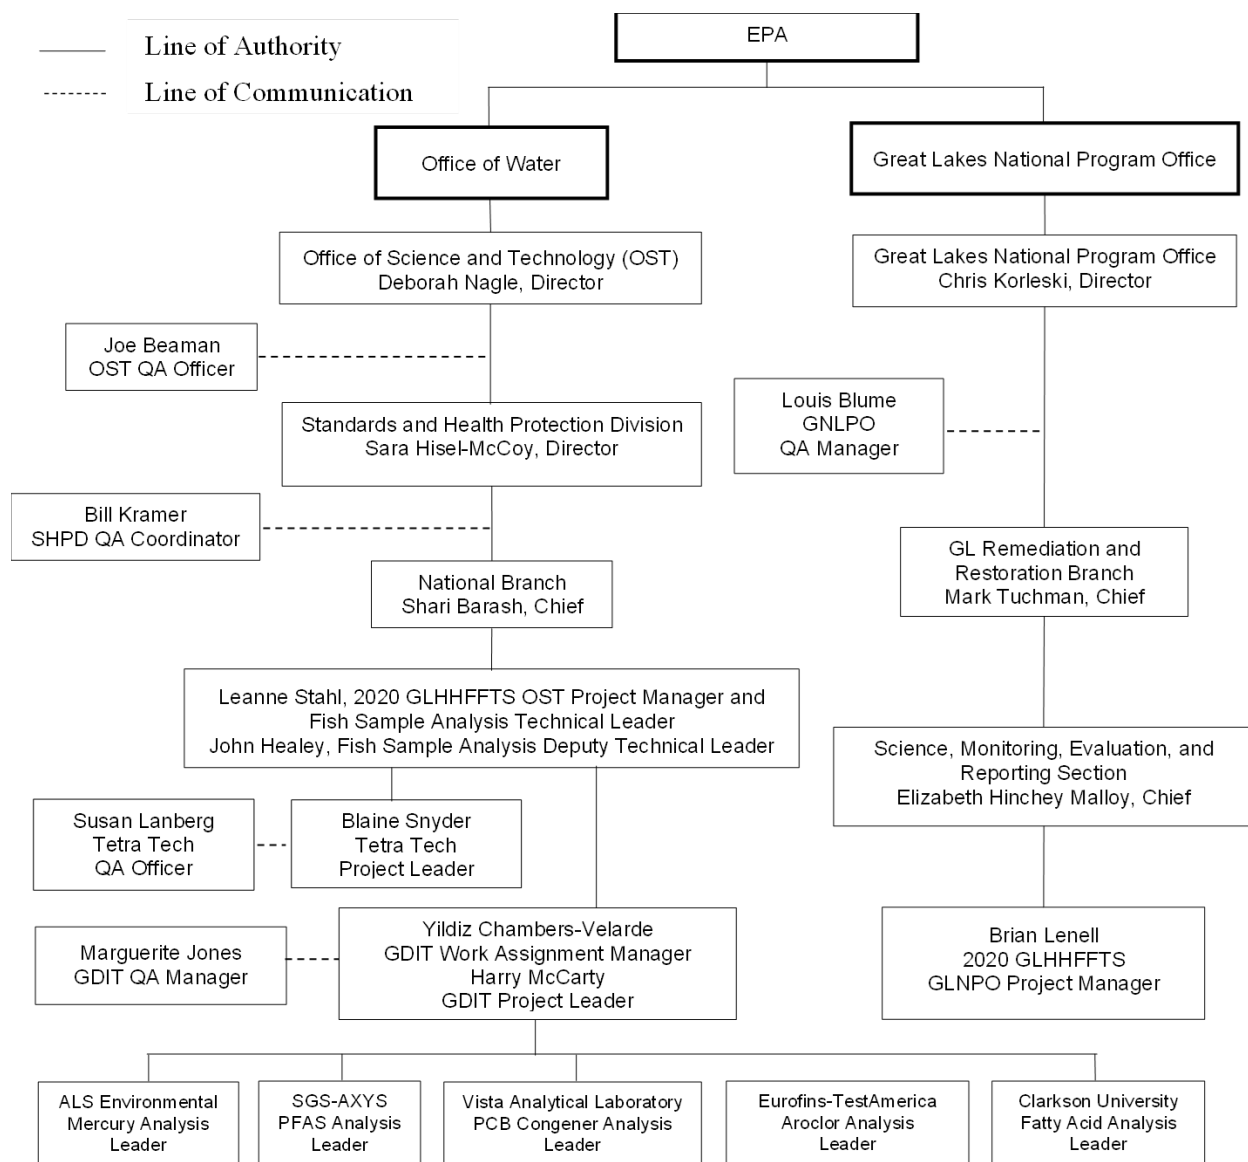 Line of Authority
Line of Communication
EPA
Office of Water
Great Lakes National Program Office
Office of Science and Technology (OST)
Deborah Nagle, Director
Great Lakes National Program Office
Chris Korleski, Director
Joe Beaman
OST QA Officer
Louis Blume
GNLPO
QA Manager
Standards and Health Protection Division
Sara Hisel-McCoy, Director
Bill Kramer
SHPD QA Coordinator
GL Remediation and
Restoration Branch
Mark Tuchman, Chief
National Branch
Shari Barash, Chief
Leanne Stahl, 2020 GLHHFFTS OST Project Manager and
Fish Sample Analysis Technical Leader
John Healey, Fish Sample Analysis Deputy Technical Leader
Science, Monitoring, Evaluation, and
Reporting Section
Elizabeth Hinchey Malloy, Chief
Susan Lanberg
Tetra Tech
QA Officer
Blaine Snyder
Tetra Tech
Project Leader
Marguerite Jones
GDIT QA Manager
Yildiz Chambers-Velarde
GDIT Work Assignment Manager
Harry McCarty
GDIT Project Leader
Brian Lenell
2020 GLHHFFTS
GLNPO Project Manager
ALS Environmental
Mercury Analysis
Leader
SGS-AXYS
PFAS Analysis
Leader
Vista Analytical Laboratory
PCB Congener Analysis
Leader
Eurofins-TestAmerica
Aroclor Analysis
Leader
Clarkson University
Fatty Acid Analysis
Leader